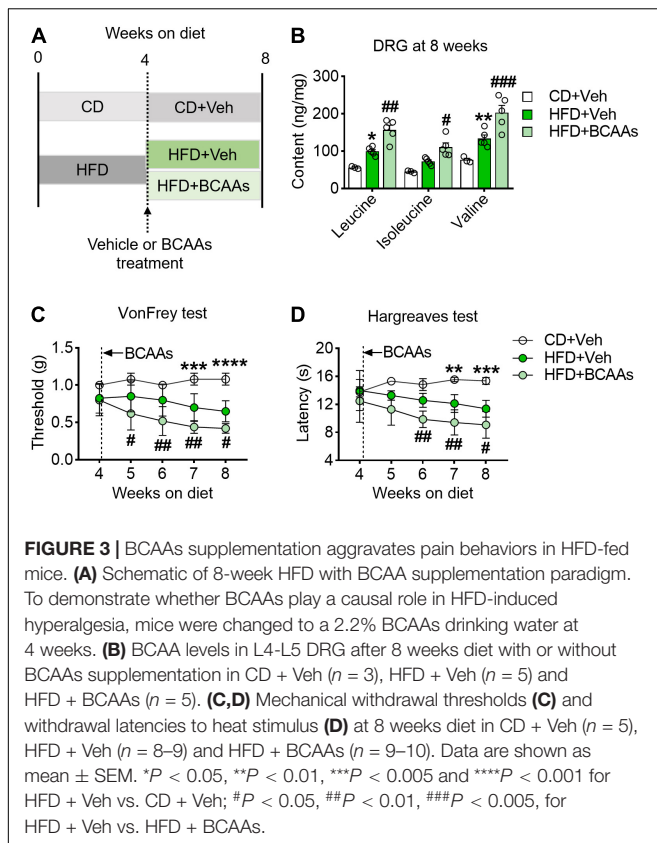 A
Weeks on diet
0
4
8
CD
CD+Veh
HFD
HFD+Veh
HFD+BCAAs
Vehicle or BCAAs
treatment
B
DRG at 8 weeks
Content (ng/mg)
300
200
100
0
*
##
#
**
###
Leucine
Isoleucine
Valine
CD+Veh
HFD+Veh
HFD+BCAAs
C
VonFrey test
BCAAs
*** ****
Threshold (g)
1.5
1.0
0.5
0.0
# ## ## #
4 5 6 7 8
Weeks on diet
D
Hargreaves test
BCAAs
** ***
Latency (s)
20
16
12
8
4
## ## #
4 5 6 7 8
Weeks on diet
CD+Veh
HFD+Veh
HFD+BCAAs
FIGURE 3 | BCAAs supplementation aggravates pain behaviors in HFD-fed
mice. (A) Schematic of 8-week HFD with BCAA supplementation paradigm.
To demonstrate whether BCAAs play a causal role in HFD-induced
hyperalgesia, mice were changed to a 2.2% BCAAs drinking water at
4 weeks. (B) BCAA levels in L4-L5 DRG after 8 weeks diet with or without
BCAAs supplementation in CD + Veh (n = 3), HFD + Veh (n = 5) and
HFD + BCAAs (n = 5). (C,D) Mechanical withdrawal thresholds (C) and
withdrawal latencies to heat stimulus (D) at 8 weeks diet in CD + Veh (n = 5),
HFD + Veh (n = 8–9) and HFD + BCAAs (n = 9–10). Data are shown as
mean ± SEM. *P < 0.05, **P < 0.01, ***P < 0.005 and ****P < 0.001 for
HFD + Veh vs. CD + Veh; #P < 0.05, ##P < 0.01, ###P < 0.005, for
HFD + Veh vs. HFD + BCAAs.